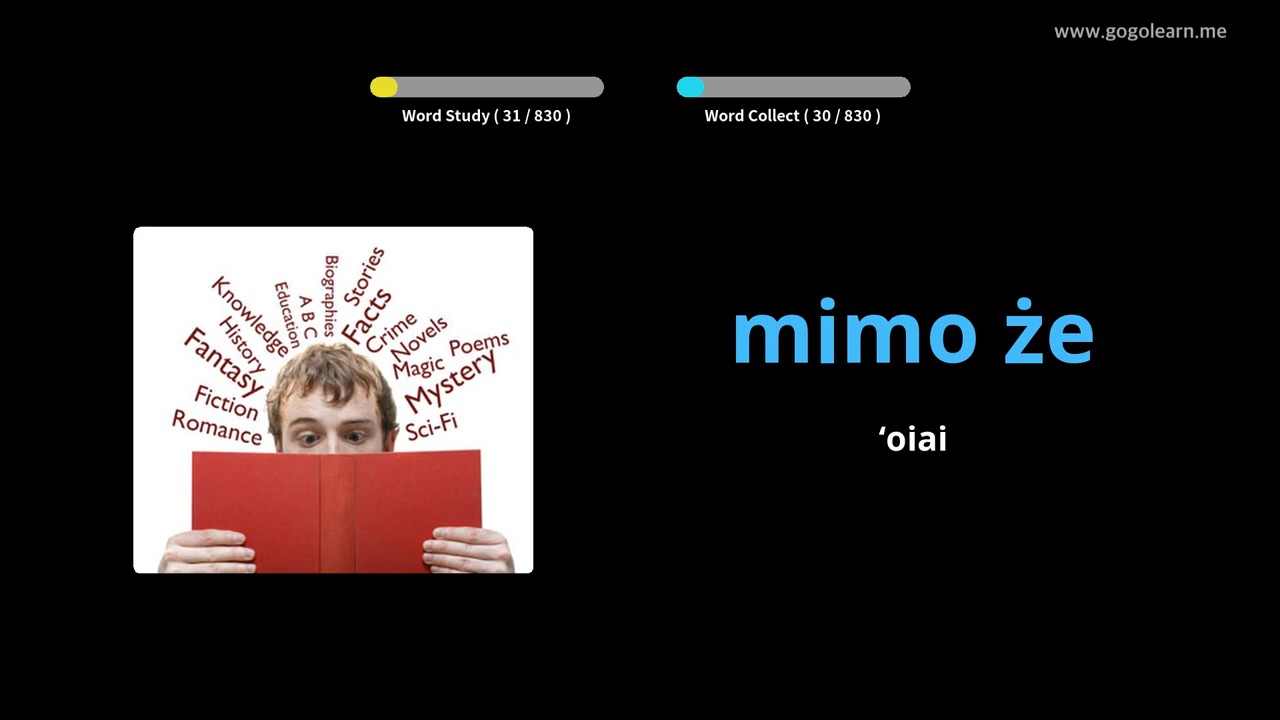 www.gogolearn.me
Word Study ( 31 / 830 )
Word Collect ( 30 / 830 )
Romance
Fiction
Fantasy
History
Knowledge
Education
A B C
Biographies
Stories
Facts
Crime
Novels
Magic
Poems
Mystery
Sci-Fi
mimo że
ʻoiai